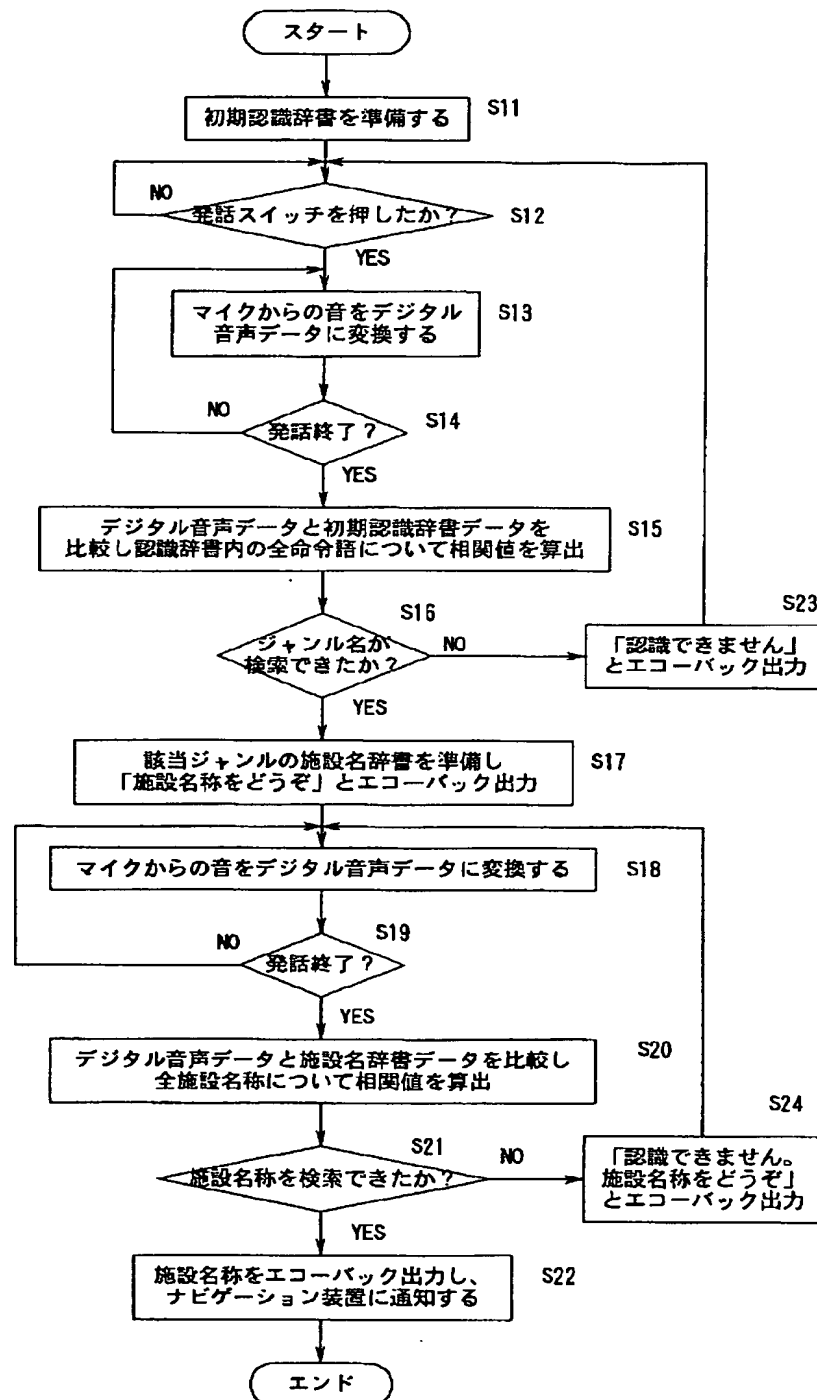 スタート
初期認識辞書を準備する
S11
NO
発話スイッチを押したか？
S12
YES
マイクからの音をデジタル
音声データに変換する
S13
NO
発話終了？
S14
YES
デジタル音声データと初期認識辞書データを
比較し認識辞書内の全命令語について相関値を算出
S15
S16
ジャンル名が
検索できたか？
NO
S23
「認識できません」
とエコーバック出力
YES
該当ジャンルの施設名辞書を準備し
「施設名称をどうぞ」とエコーバック出力
S17
マイクからの音をデジタル音声データに変換する
S18
NO
S19
発話終了？
YES
デジタル音声データと施設名辞書データを比較し
全施設名称について相関値を算出
S20
S21
施設名称を検索できたか？
NO
S24
「認識できません。
施設名称をどうぞ」
とエコーバック出力
YES
施設名称をエコーバック出力し、
ナビゲーション装置に通知する
S22
エンド